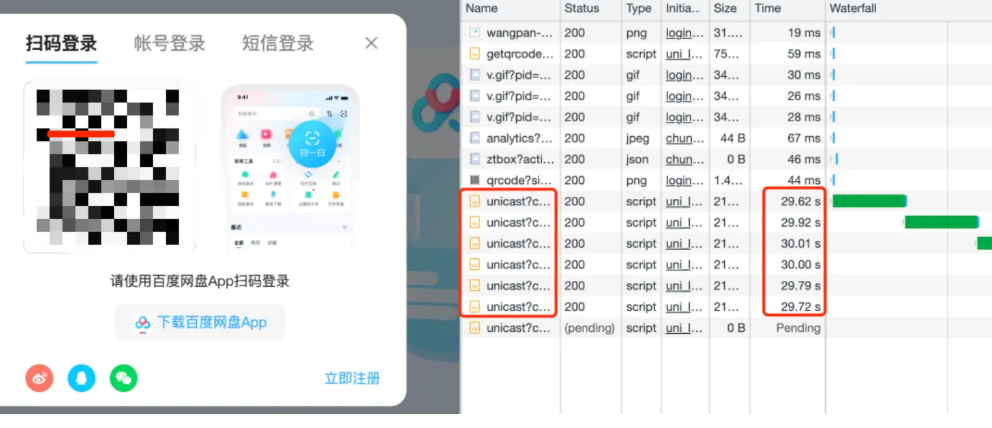 扫码登录 帐号登录 短信登录
9:41
扫一扫
最近
请使用百度网盘App扫码登录
下载百度网盘App
立即注册
Name Status Type Initia... Size Time Waterfall
wangpan-... 200 png login... 31.... 19 ms
getqrcode... 200 script uni_l... 75... 59 ms
v.gif?pid=... 200 gif login... 34... 30 ms
v.gif?pid=... 200 gif login... 34... 26 ms
v.gif?pid=... 200 gif login... 34... 28 ms
analytics?... 200 jpeg chun... 44 B 67 ms
ztbox?acti... 200 json chun... 0 B 46 ms
qrcode?si... 200 png login... 1.4... 44 ms
unicast?c... 200 script uni_l... 21... 29.62 s
unicast?c... 200 script uni_l... 21... 29.92 s
unicast?c... 200 script uni_l... 21... 30.01 s
unicast?c... 200 script uni_l... 21... 30.00 s
unicast?c... 200 script uni_l... 21... 29.79 s
unicast?c... 200 script uni_l... 21... 29.72 s
unicast?c... (pending) script uni_l... 0 B Pending